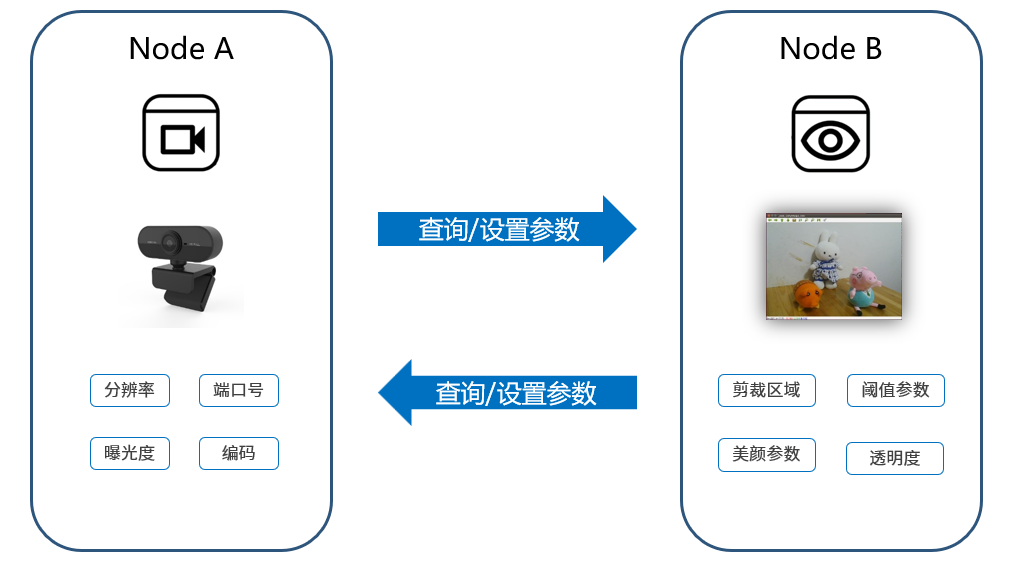 Node A
Node B
查询/设置参数
查询/设置参数
分辨率
端口号
曝光度
编码
剪裁区域
阈值参数
美颜参数
透明度